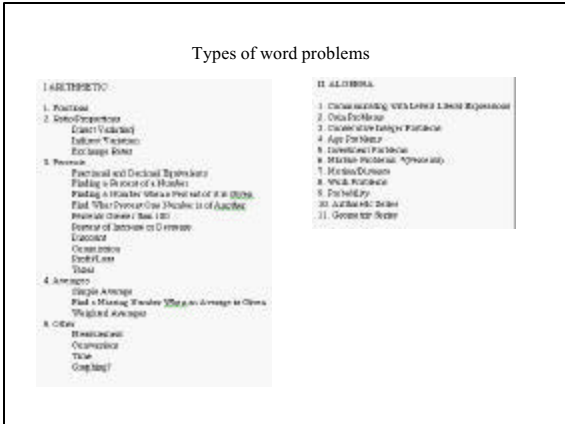 Types of word problems
I ARITHMETIC
1. Fractions
2. Ratio/Proportions
Direct Variation
Indirect Variation
Exchange Rates
3. Percents
Fractional and Decimal Equivalents
Finding a Percent of a Number
Finding a Number When a Percent of It is Given
Find What Percent One Number is of Another
Percents Greater than 100
Percent of Increase or Decrease
Discount
Commission
Profit/Loss
Taxes
4. Averages
Simple Average
Find a Missing Number When an Average is Given
Weighted Averages
5. Other
Measurement
Conversions
Time
Graphing?
II ALGEBRA
1. Communicating with Letters Literal Expressions
2. Coin Problems
3. Consecutive Integer Problems
4. Age Problems
5. Investment Problems
6. Mixture Problems
7. Motion/Distance
8. Work Problems
9. Probability
10. Arithmetic Series
11. Geometric Series